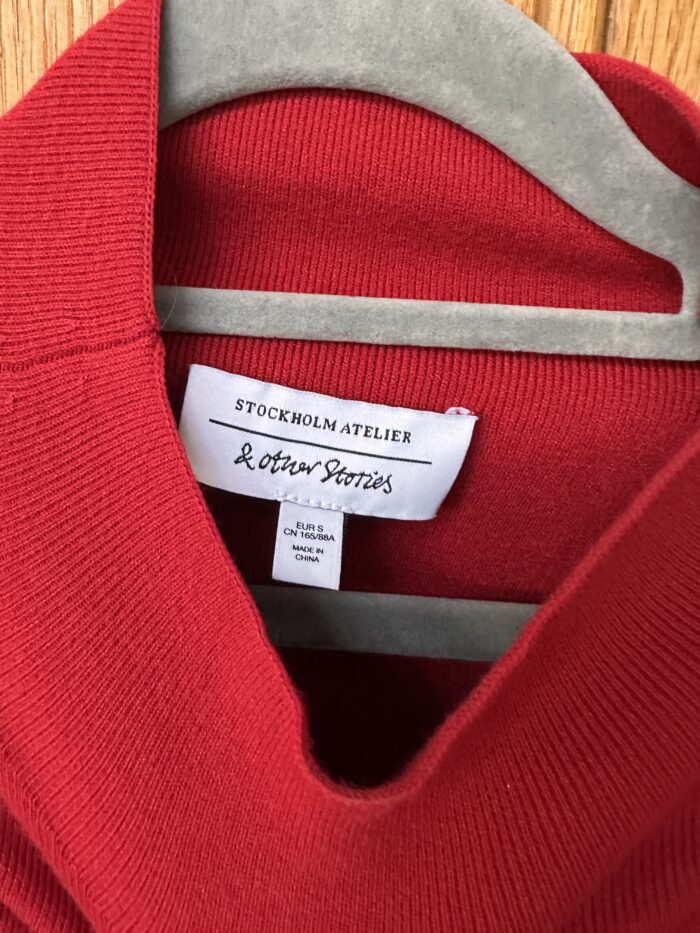 STOCKHOLM ATELIER
& other Stories
EUR S
CN 165/88A
MADE IN
CHINA